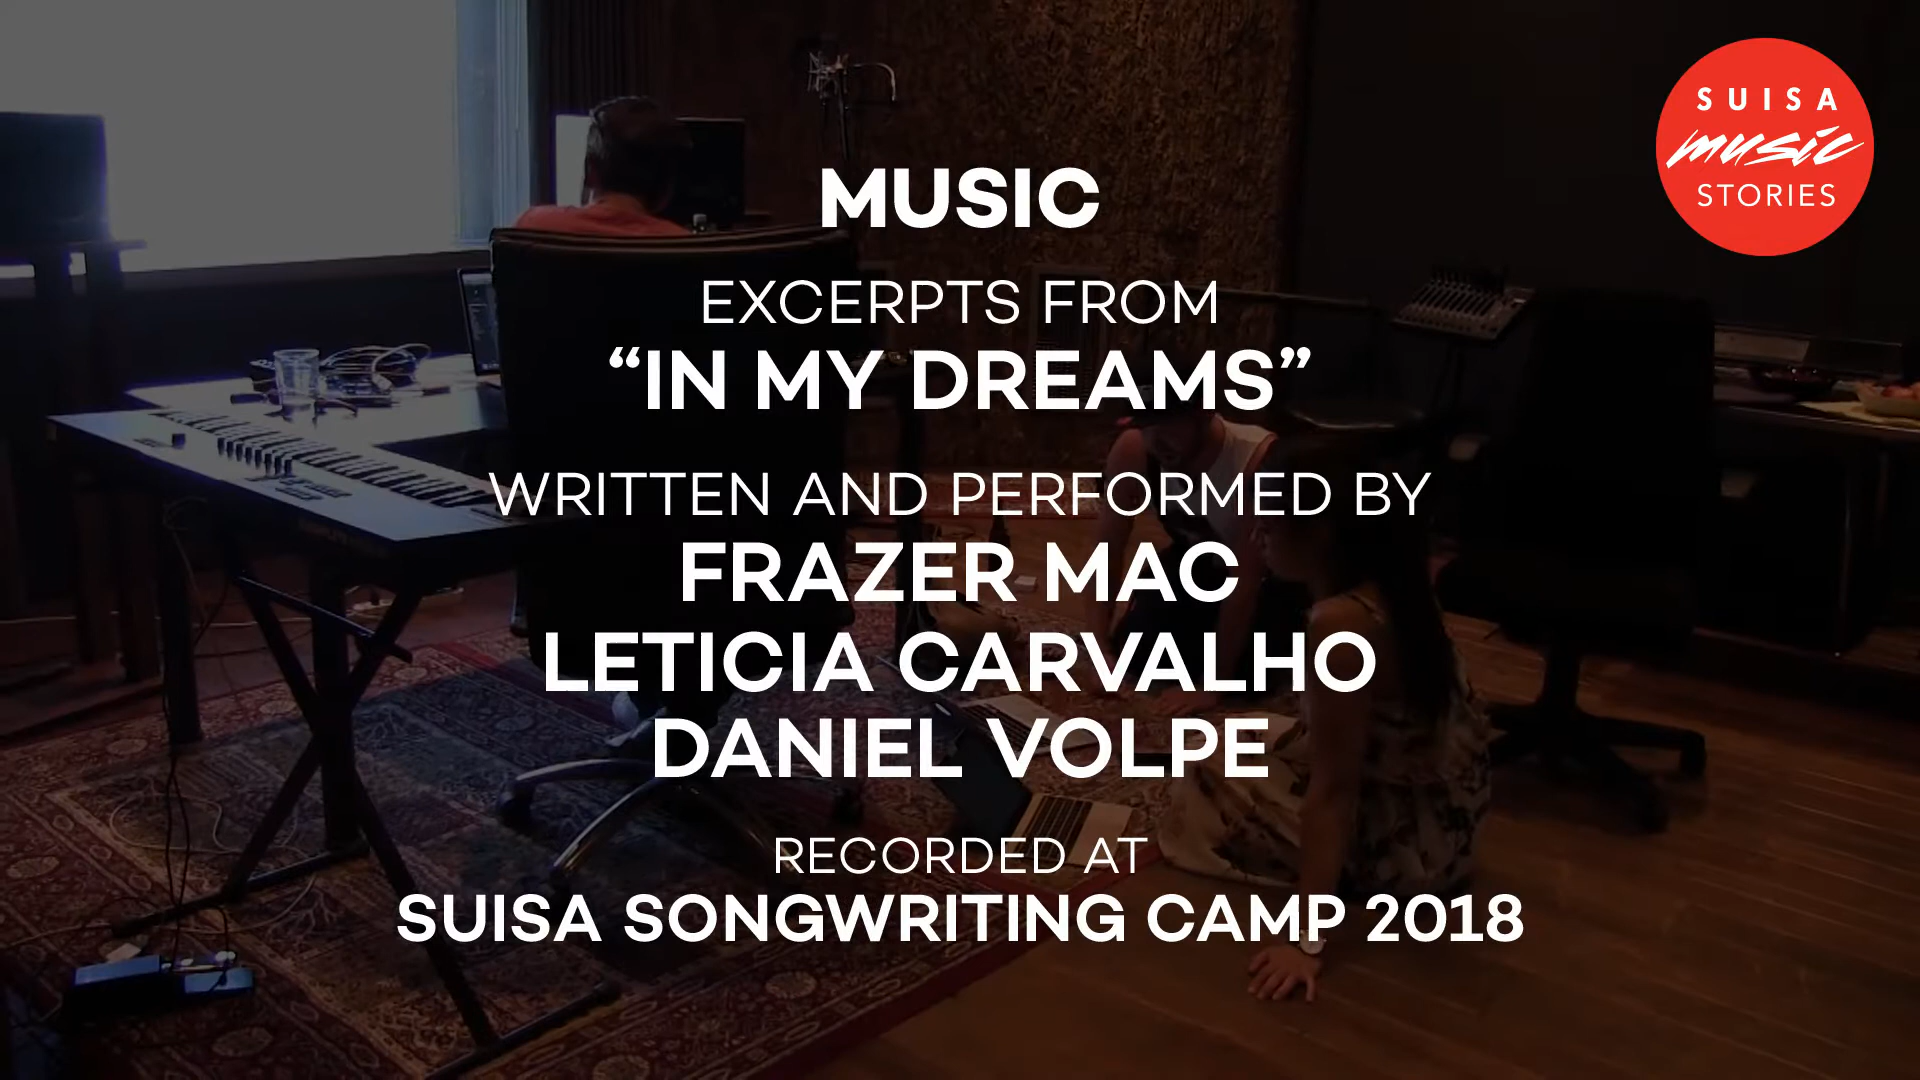 SUISA
music
STORIES
MUSIC
EXCERPTS FROM
“IN MY DREAMS”
WRITTEN AND PERFORMED BY
FRAZER MAC
LETICIA CARVALHO
DANIEL VOLPE
RECORDED AT
SUISA SONGWRITING CAMP 2018